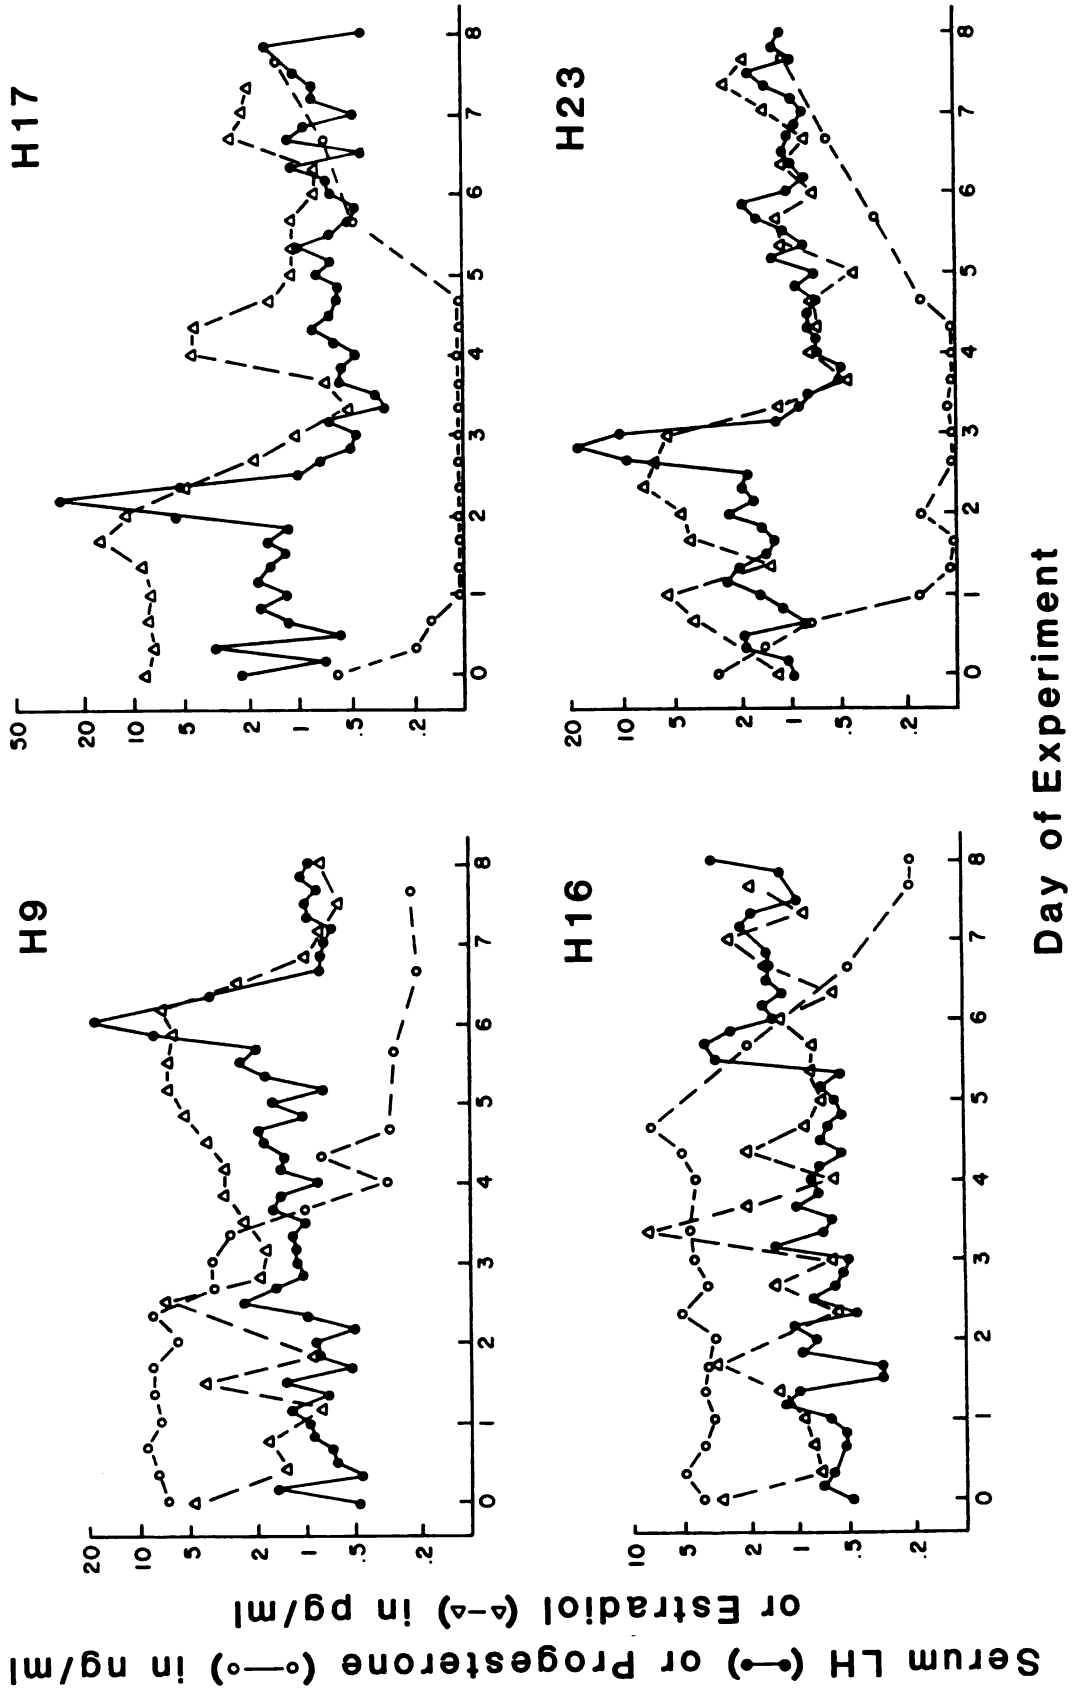 Serum LH (●—●) or Progesterone (○—○) in ng/ml
or Estradiol (△-△) in pg/ml
H9
20
10
5
2
1
.5
.2
0 1 2 3 4 5 6 7 8
H17
50
20
10
5
2
1
.5
.2
0 1 2 3 4 5 6 7 8
H16
10
5
2
1
.5
.2
0 1 2 3 4 5 6 7 8
H23
20
10
5
2
1
.5
.2
0 1 2 3 4 5 6 7 8
Day of Experiment